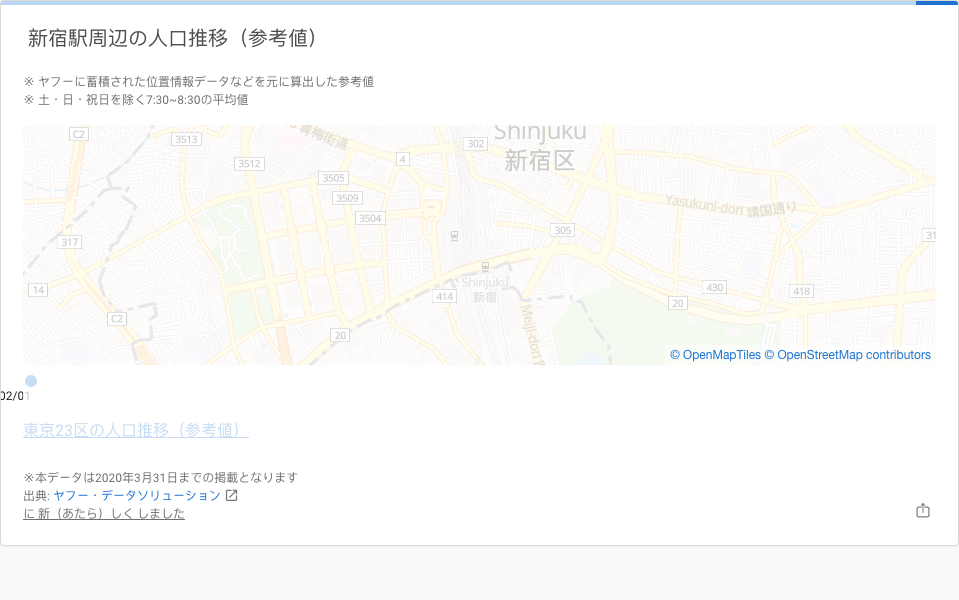 新宿駅周辺の人口推移（参考値）
※ ヤフーに蓄積された位置情報データなどを元に算出した参考値
※ 土・日・祝日を除く7:30~8:30の平均値
C2
3513
青梅街道
302
Shinjuku
新宿区
3512
4
3505
3509
3504
Yasukuni-dori 靖国通り
317
305
31
14
414
Shinjuku
新宿
430
418
20
C2
20
Meiji-dori
© OpenMapTiles © OpenStreetMap contributors
02/01
東京23区の人口推移（参考値）
※本データは2020年3月31日までの掲載となります
出典: ヤフー・データソリューション
に 新（あたら）しく しました